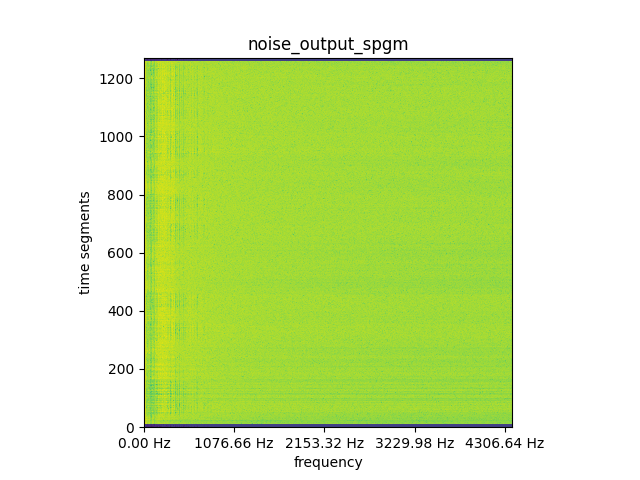 noise_output_spgm
time segments
1200
1000
800
600
400
200
0
0.00 Hz 1076.66 Hz 2153.32 Hz 3229.98 Hz 4306.64 Hz
frequency